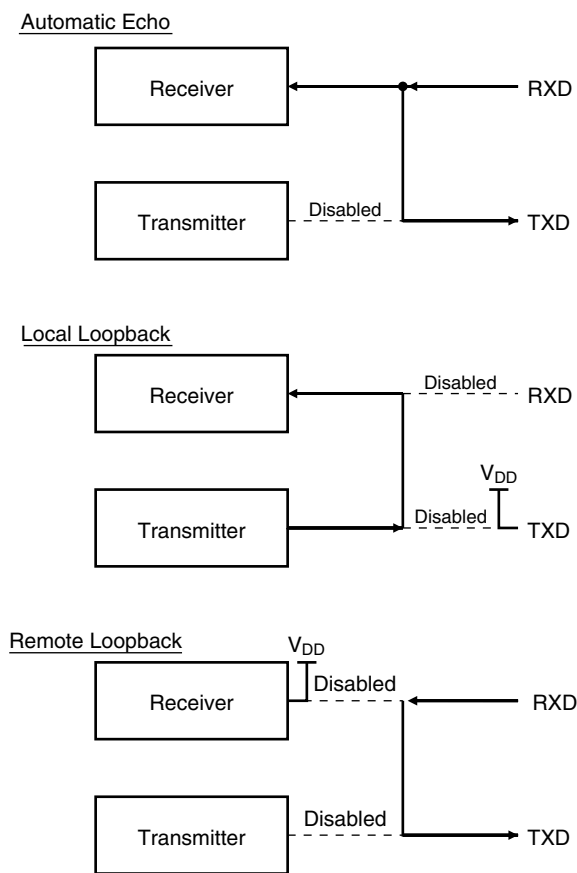 Automatic Echo
Receiver
RXD
Transmitter
Disabled
TXD
Local Loopback
Receiver
Disabled
RXD
VDD
Transmitter
Disabled
TXD
Remote Loopback
VDD
Receiver
Disabled
RXD
Transmitter
Disabled
TXD